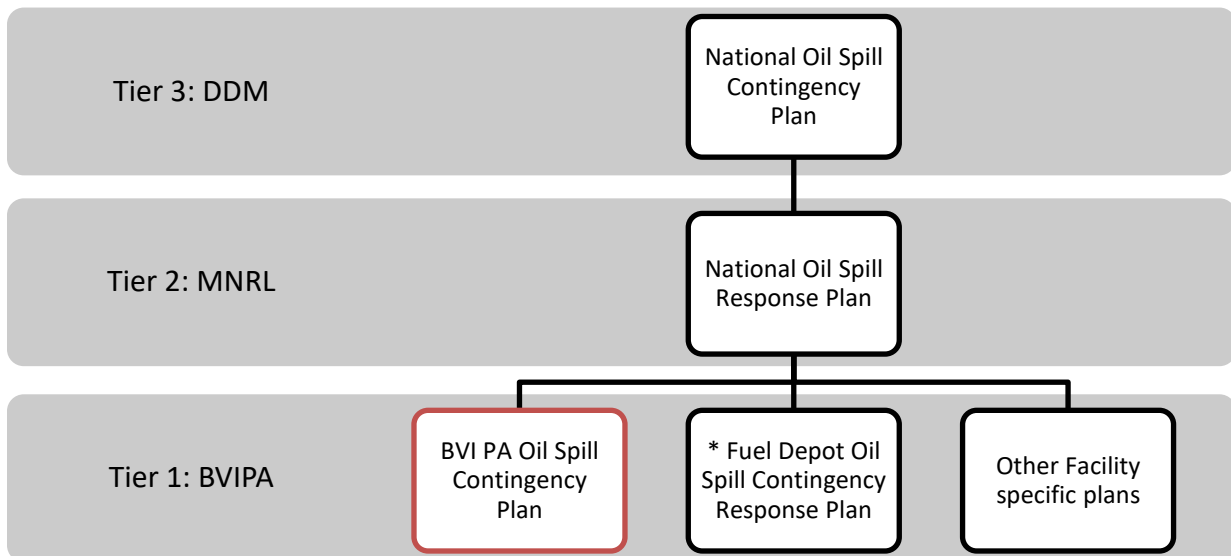 Tier 3: DDM
National Oil Spill
Contingency
Plan
Tier 2: MNRL
National Oil Spill
Response Plan
Tier 1: BVIPA
BVI PA Oil Spill
Contingency
Plan
* Fuel Depot Oil
Spill Contingency
Response Plan
Other Facility
specific plans